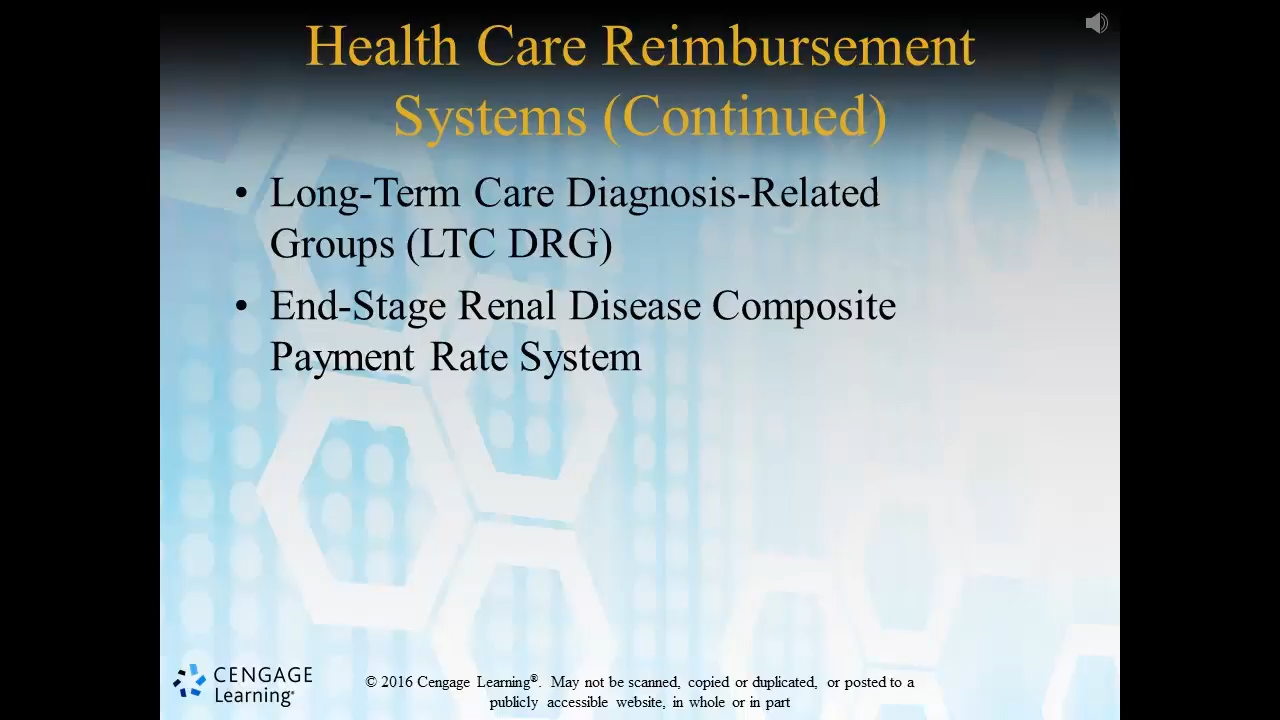 Health Care Reimbursement
Systems (Continued)
• Long-Term Care Diagnosis-Related
Groups (LTC DRG)
• End-Stage Renal Disease Composite
Payment Rate System
CENGAGE
Learning®
© 2016 Cengage Learning®. May not be scanned, copied or duplicated, or posted to a
publicly accessible website, in whole or in part